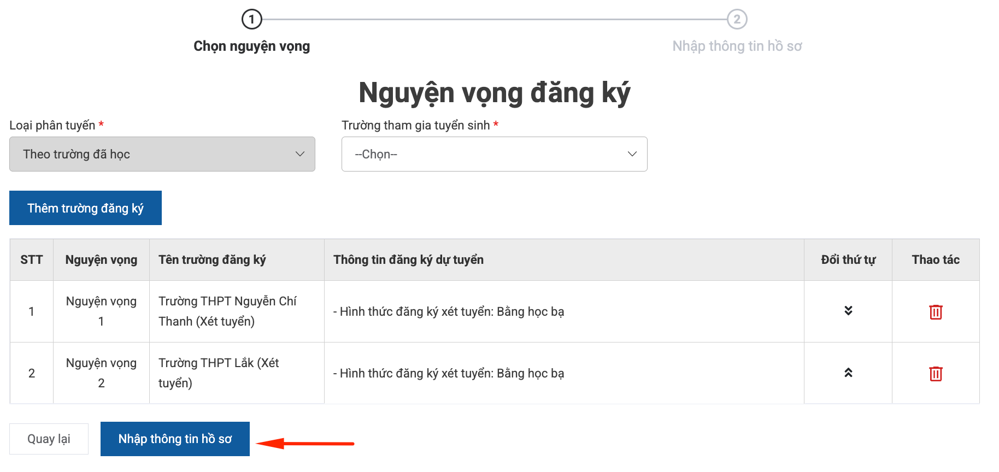 1
2
Chọn nguyện vọng
Nhập thông tin hồ sơ
Nguyện vọng đăng ký
Loại phân tuyến *
Trường tham gia tuyển sinh *
Theo trường đã học
--Chọn--
Thêm trường đăng ký
STT
Nguyện vọng
Tên trường đăng ký
Thông tin đăng ký dự tuyển
Đổi thứ tự
Thao tác
1
Nguyện vọng
1
Trường THPT Nguyễn Chí
Thanh (Xét tuyển)
- Hình thức đăng ký xét tuyển: Bằng học bạ
2
Nguyện vọng
2
Trường THPT Lắk (Xét
tuyển)
- Hình thức đăng ký xét tuyển: Bằng học bạ
Quay lại
Nhập thông tin hồ sơ